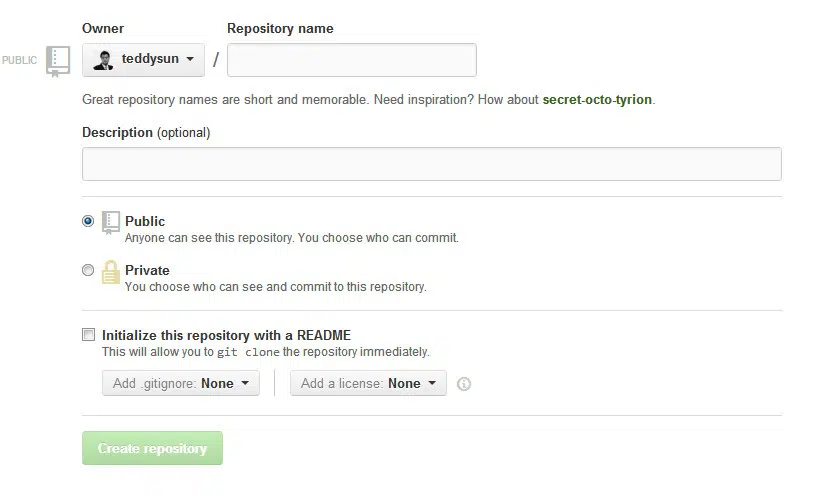 Owner
Repository name
PUBLIC
teddysun /
Great repository names are short and memorable. Need inspiration? How about secret-octo-tyrion.
Description (optional)
Public
Anyone can see this repository. You choose who can commit.
Private
You choose who can see and commit to this repository.
Initialize this repository with a README
This will allow you to git clone the repository immediately.
Add .gitignore: None
Add a license: None
Create repository